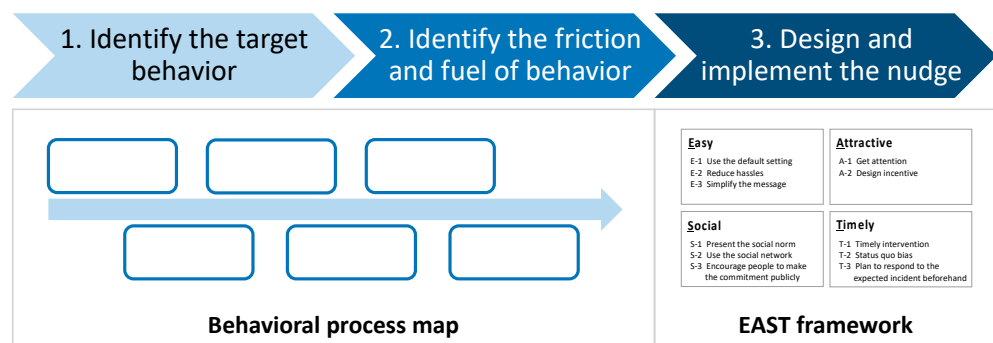 1. Identify the target
behavior
2. Identify the friction
and fuel of behavior
3. Design and
implement the nudge
Easy
E-1 Use the default setting
E-2 Reduce hassles
E-3 Simplify the message
Attractive
A-1 Get attention
A-2 Design incentive
Social
S-1 Present the social norm
S-2 Use the social network
S-3 Encourage people to make
the commitment publicly
Timely
T-1 Timely intervention
T-2 Status quo bias
T-3 Plan to respond to the
expected incident beforehand
Behavioral process map
EAST framework